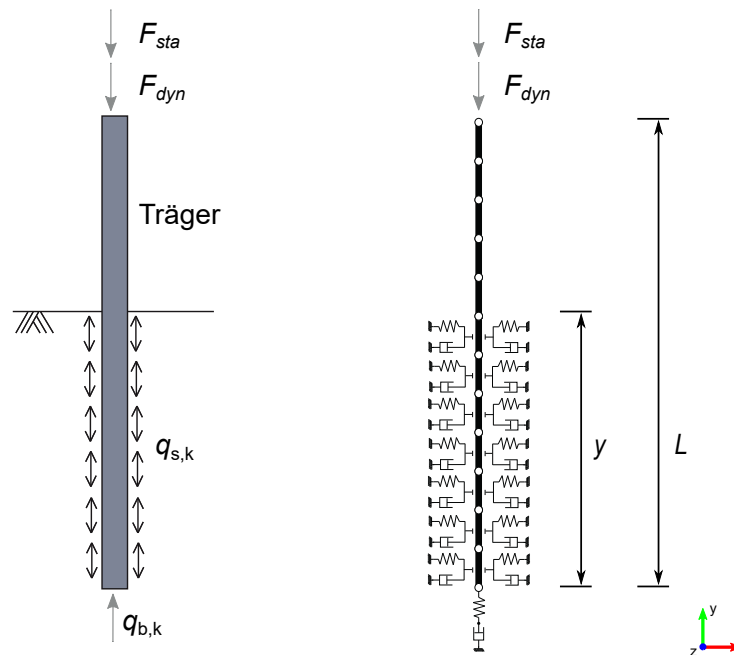 F_sta
F_dyn
Träger
q_s,k
q_b,k
F_sta
F_dyn
y
L
y
z